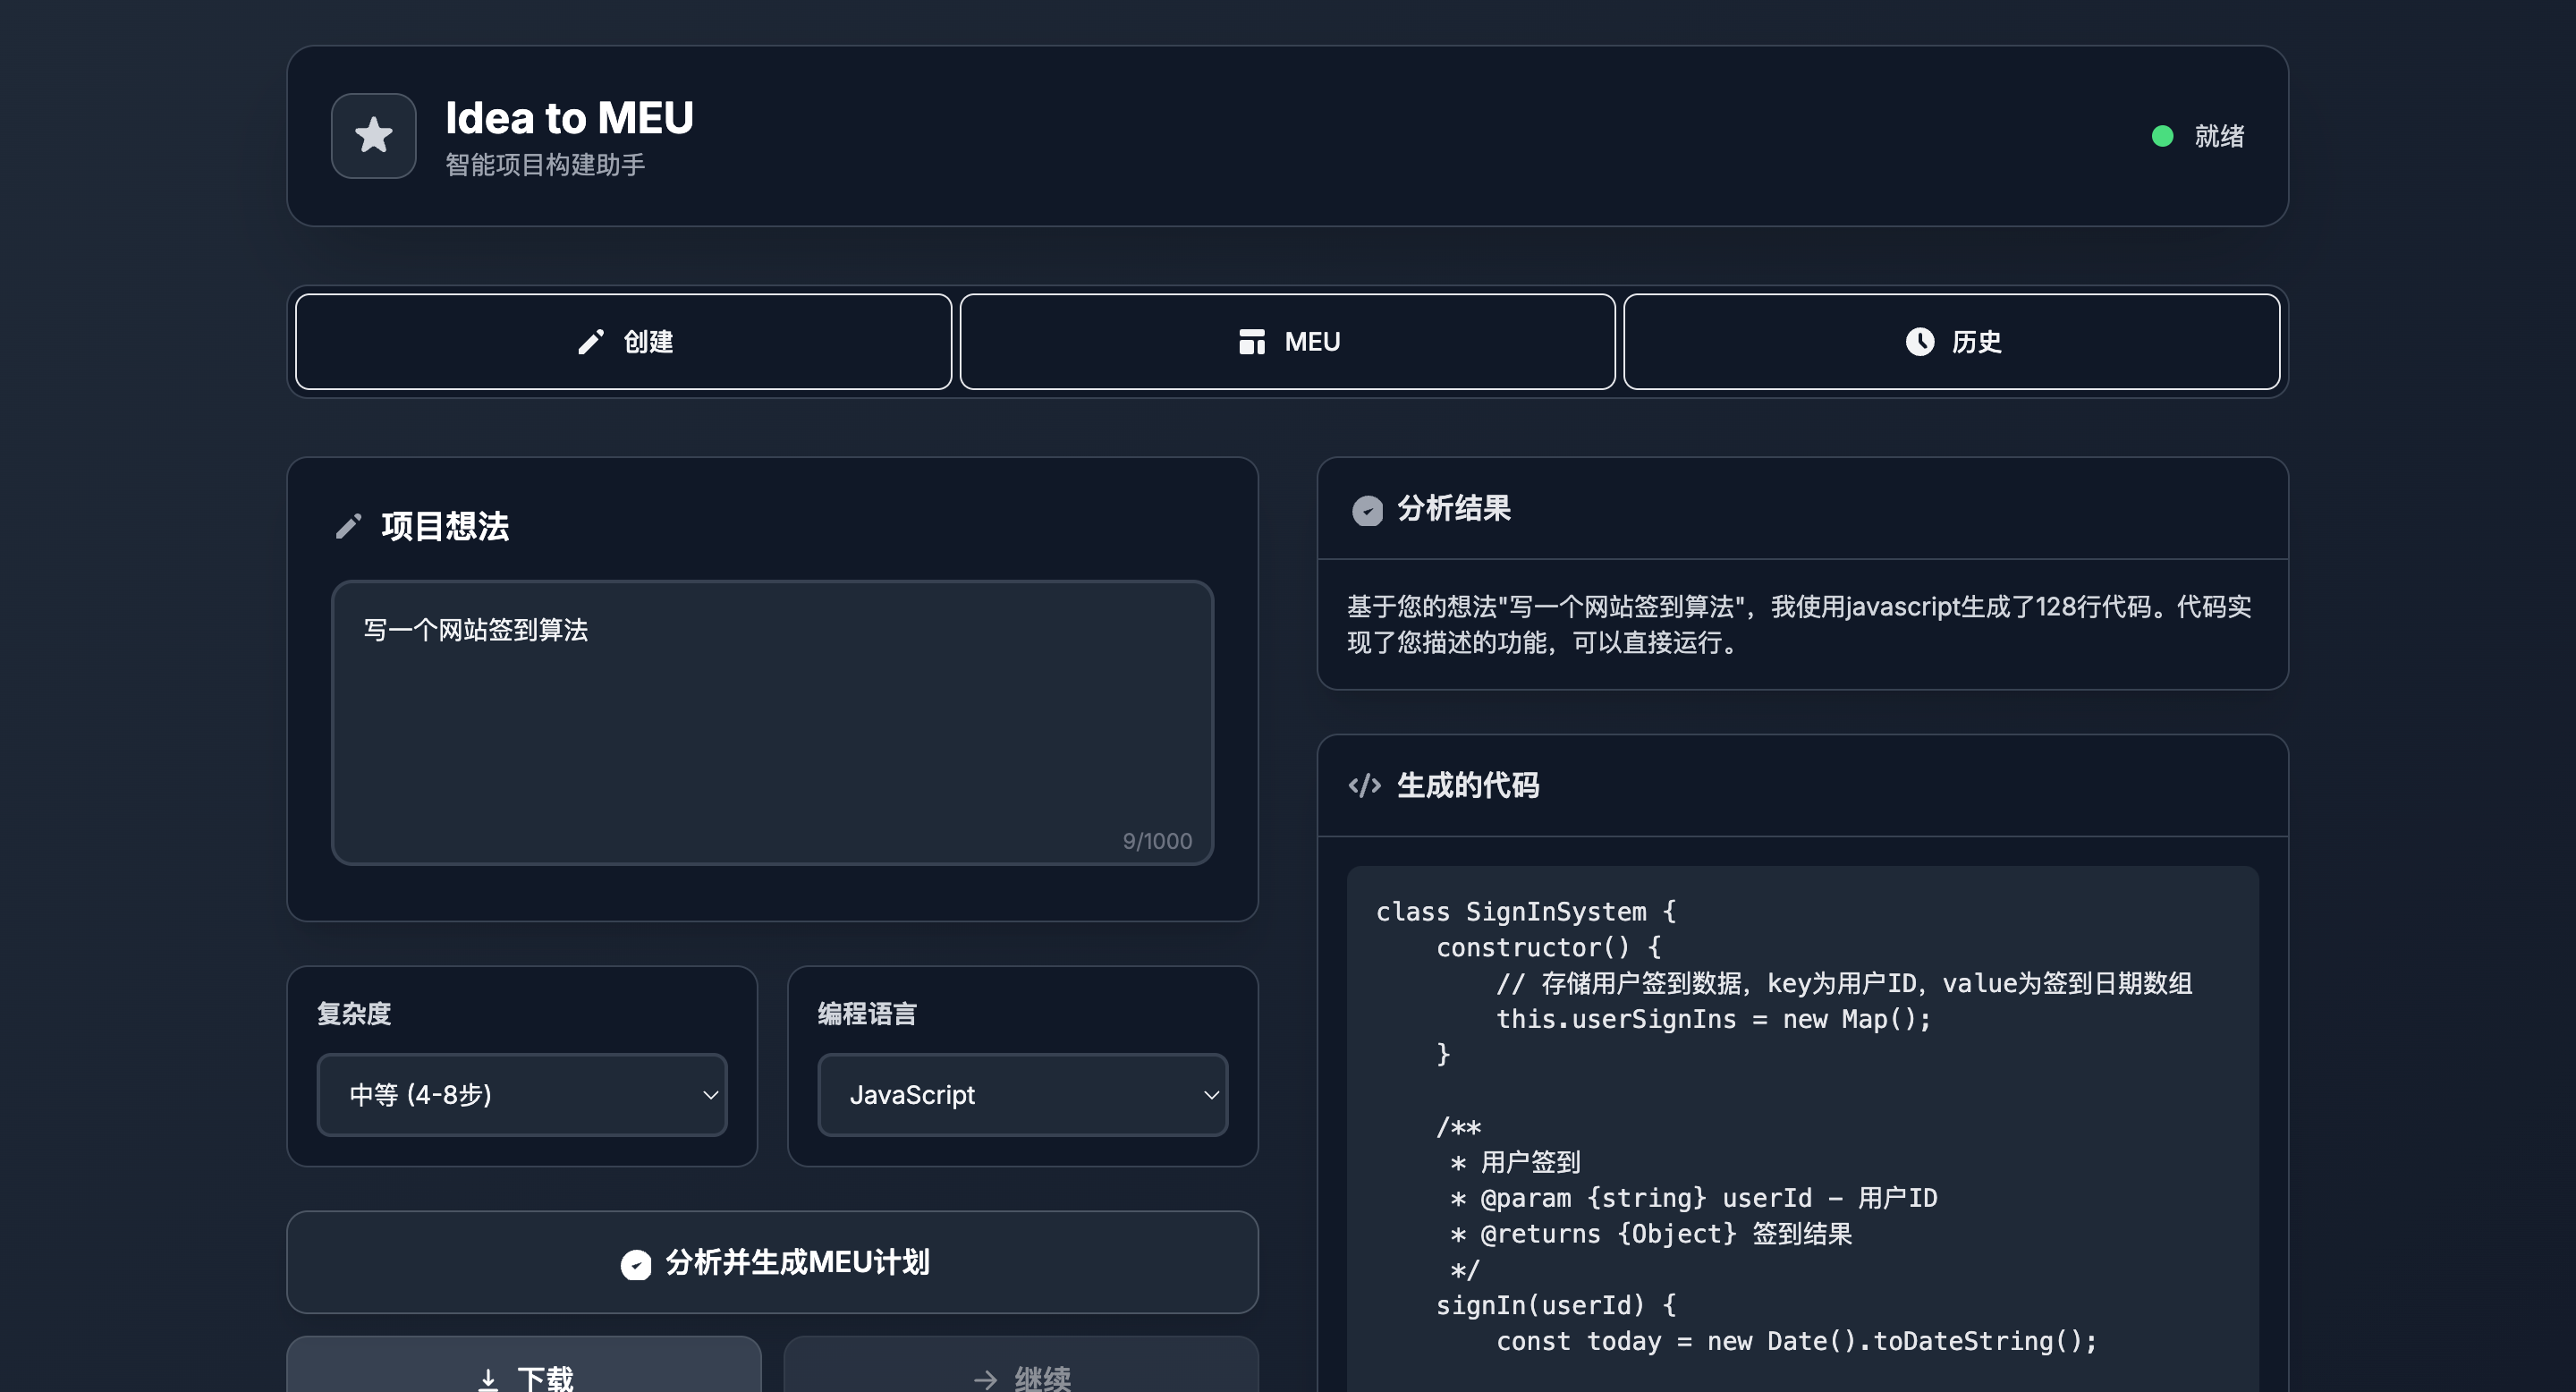 Idea to MEU
智能项目构建助手
就绪
创建
MEU
历史
项目想法
写一个网站签到算法
9/1000
复杂度
中等 (4-8步)
编程语言
JavaScript
分析并生成MEU计划
下载
继续
分析结果
基于您的想法"写一个网站签到算法"，我使用javascript生成了128行代码。代码实
现了您描述的功能，可以直接运行。
生成的代码
class SignInSystem {
    constructor() {
        // 存储用户签到数据，key为用户ID，value为签到日期数组
        this.userSignIns = new Map();
    }
    /**
     * 用户签到
     * @param {string} userId - 用户ID
     * @returns {Object} 签到结果
     */
    signIn(userId) {
        const today = new Date().toDateString();